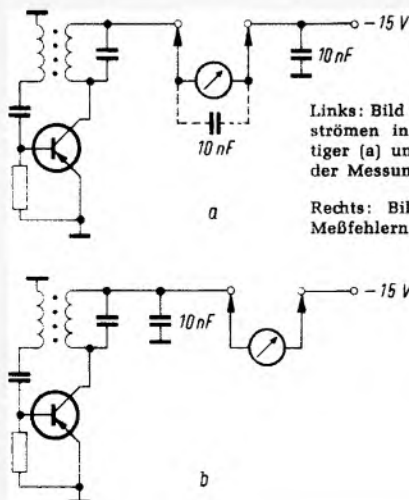 – 15 V
10 nF
10 nF
a
Links: Bild
strömen in
tiger (a) un
der Messun
Rechts: Bil
Meßfehlern
– 15 V
10 nF
b